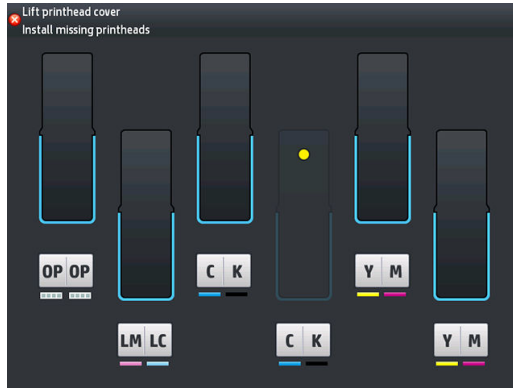 Lift printhead cover
Install missing printheads
OP OP
C K
Y M
LM LC
C K
Y M